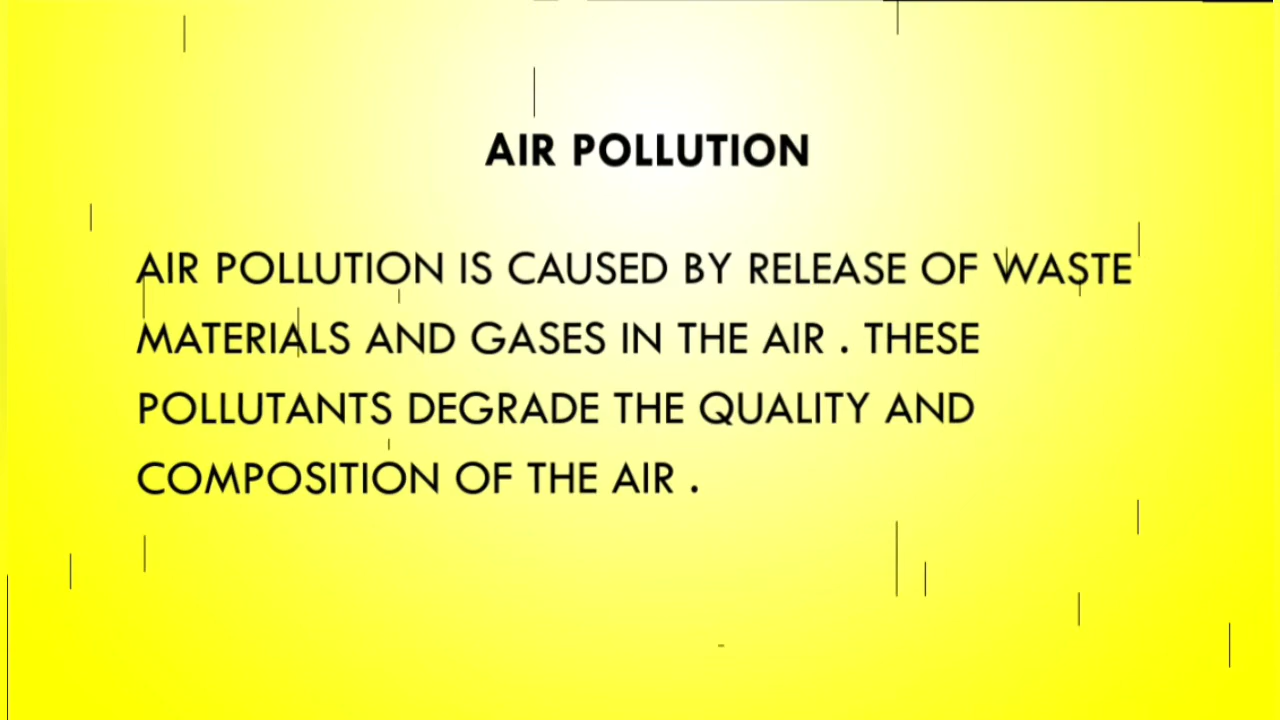 AIR POLLUTION
AIR POLLUTION IS CAUSED BY RELEASE OF WASTE
MATERIALS AND GASES IN THE AIR . THESE
POLLUTANTS DEGRADE THE QUALITY AND
COMPOSITION OF THE AIR .